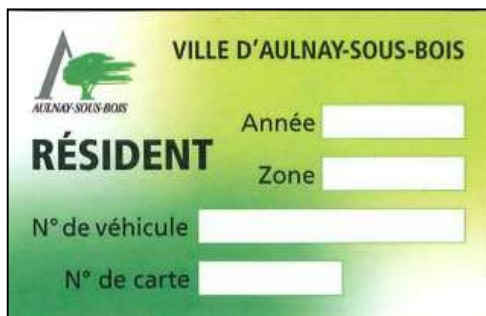 VILLE D'AULNAY-SOUS-BOIS
AULNAY-SOUS-BOIS
RÉSIDENT
Année
Zone
N° de véhicule
N° de carte